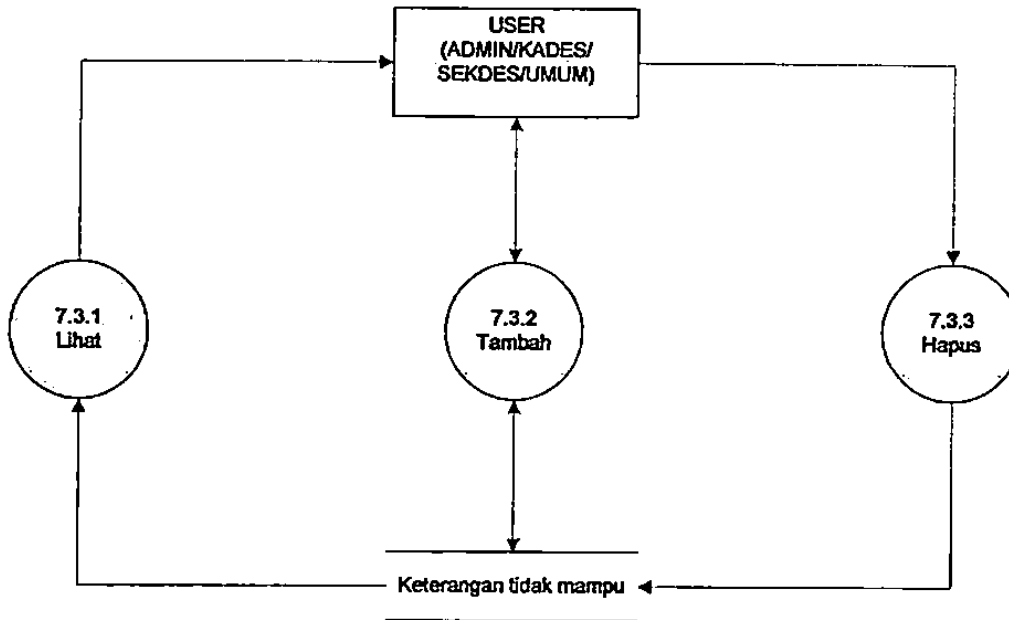 USER
(ADMIN/KADES/
SEKDES/UMUM)
7.3.1
Lihat
7.3.2
Tambah
7.3.3
Hapus
Keterangan tidak mampu